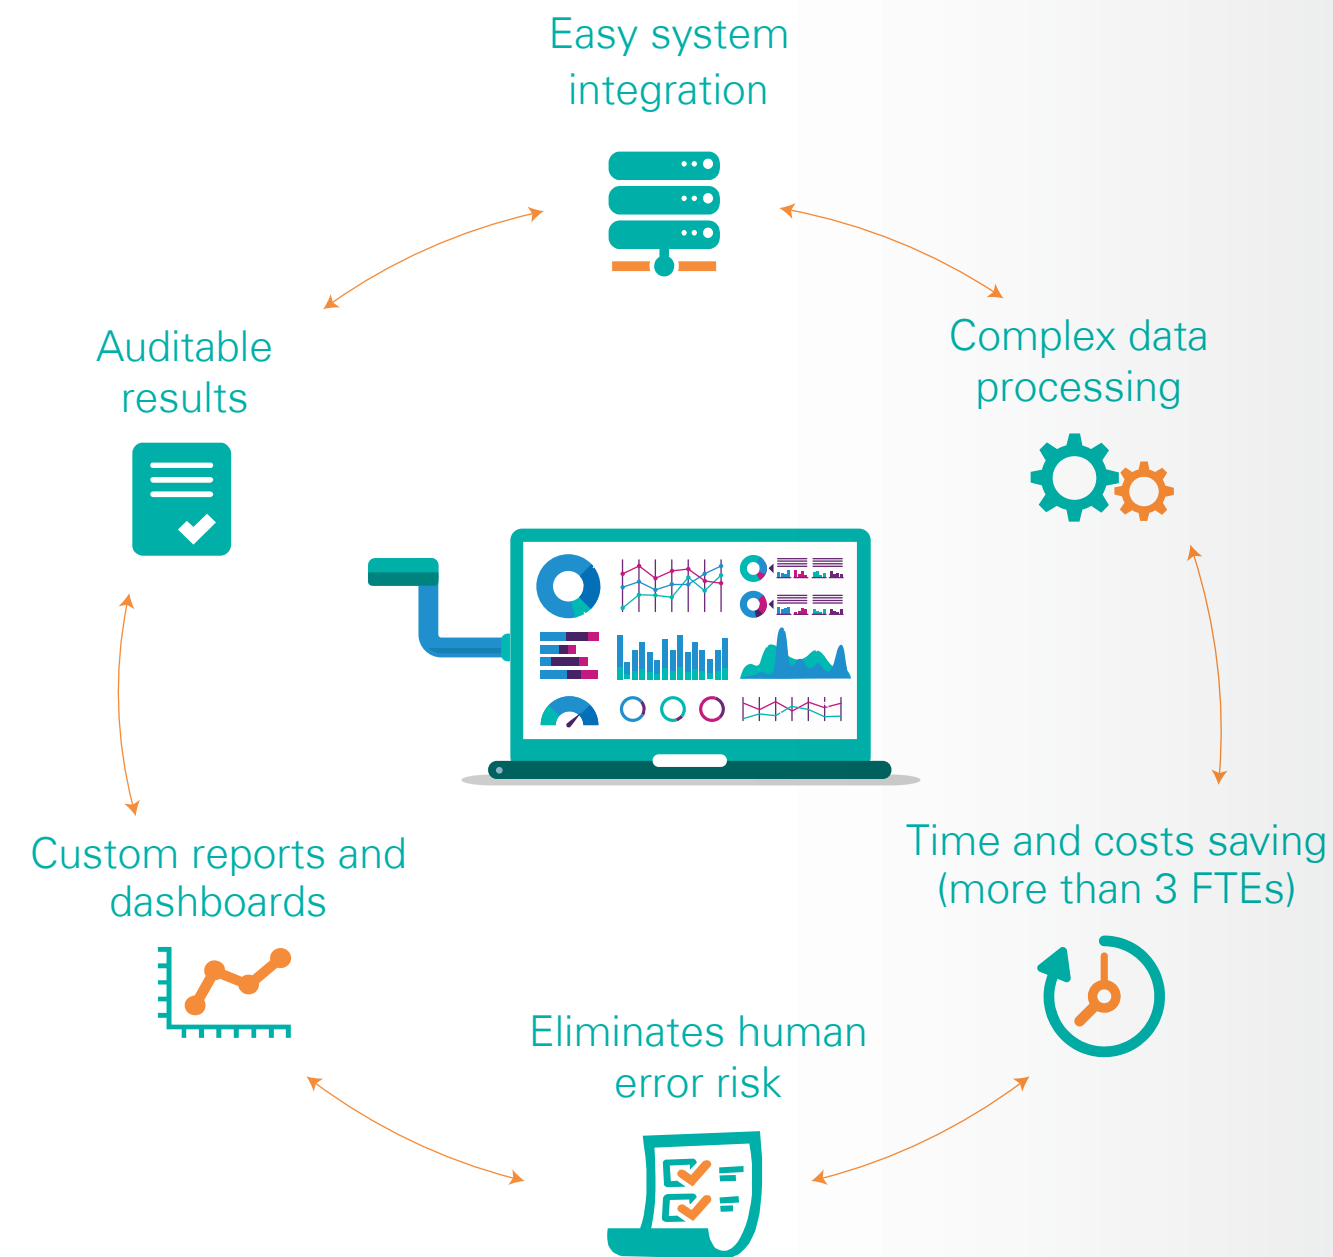 Easy system
integration
Complex data
processing
Auditable
results
Time and costs saving
(more than 3 FTEs)
Custom reports and
dashboards
Eliminates human
error risk